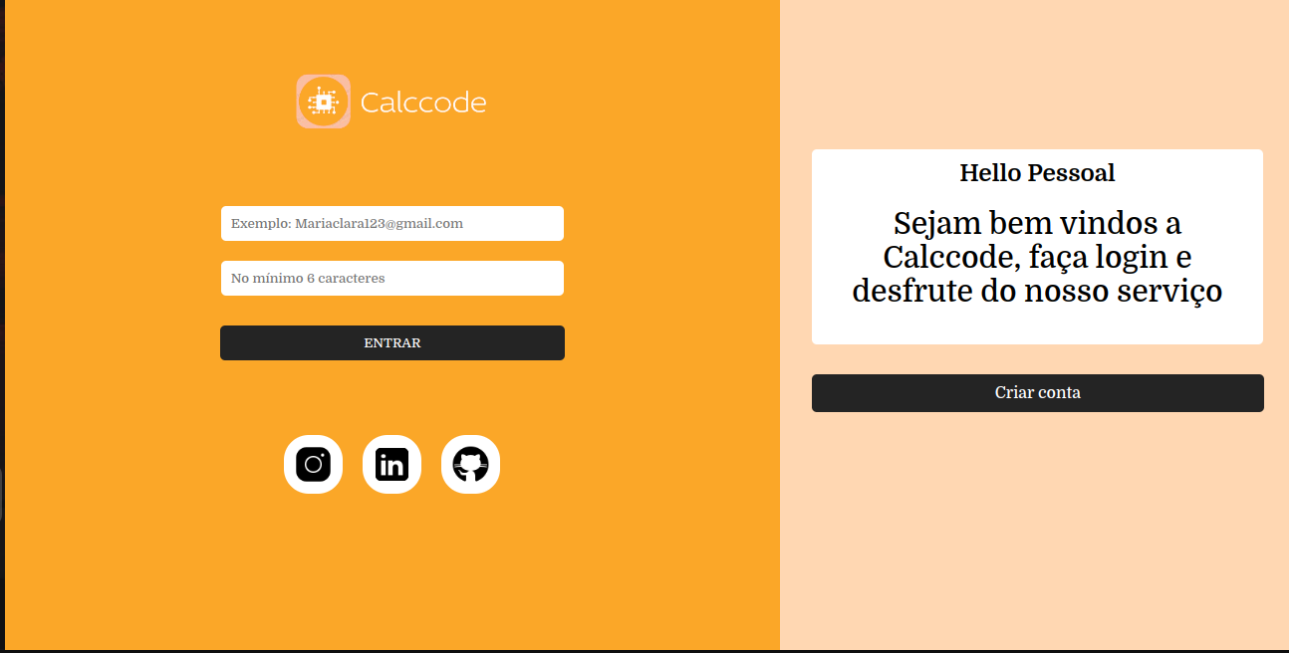 Calccode
Exemplo: Mariaclara123@gmail.com
No mínimo 6 caracteres
ENTRAR
in
Hello Pessoal
Sejam bem vindos a
Calccode, faça login e
desfrute do nosso serviço
Criar conta